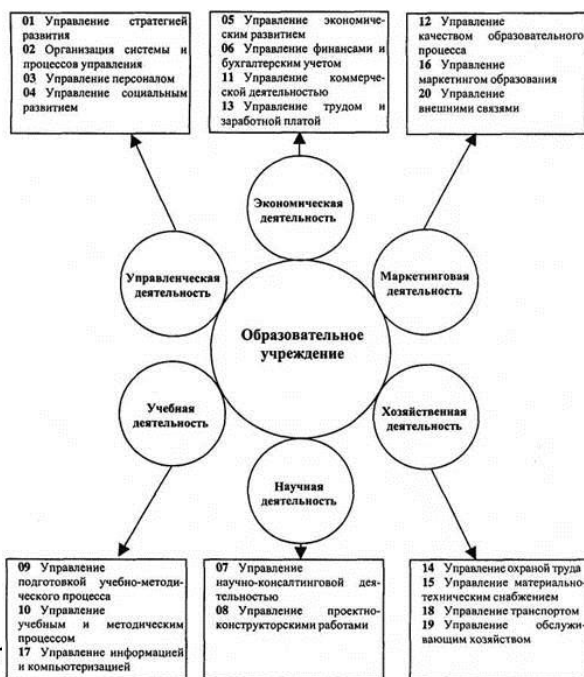 01 Управление стратегией
развития
02 Организация системы и
процессов управления
03 Управление персоналом
04 Управление социальным
развитием
05 Управление экономиче-
ским развитием
06 Управление финансами и
бухгалтерским учетом
11 Управление коммерче-
ской деятельностью
13 Управление трудом и
заработной платой
12 Управление
качеством образовательного
процесса
16 Управление
маркетингом образования
20 Управление
внешними связями
Экономическая
деятельность
Управленческая
деятельность
Маркетинговая
деятельность
Образовательное
учреждение
Учебная
деятельность
Хозяйственная
деятельность
Научная
деятельность
09 Управление
подготовкой учебно-методи-
ческого процесса
10 Управление
учебным и методическим
процессом
17 Управление информацией
и компьютеризацией
07 Управление
научно-консалтинговой дея-
тельностью
08 Управление проектно-
конструкторскими работами
14 Управление охраной труда
15 Управление материально-
техническим снабжением
18 Управление транспортом
19 Управление обслужи-
вающим хозяйством